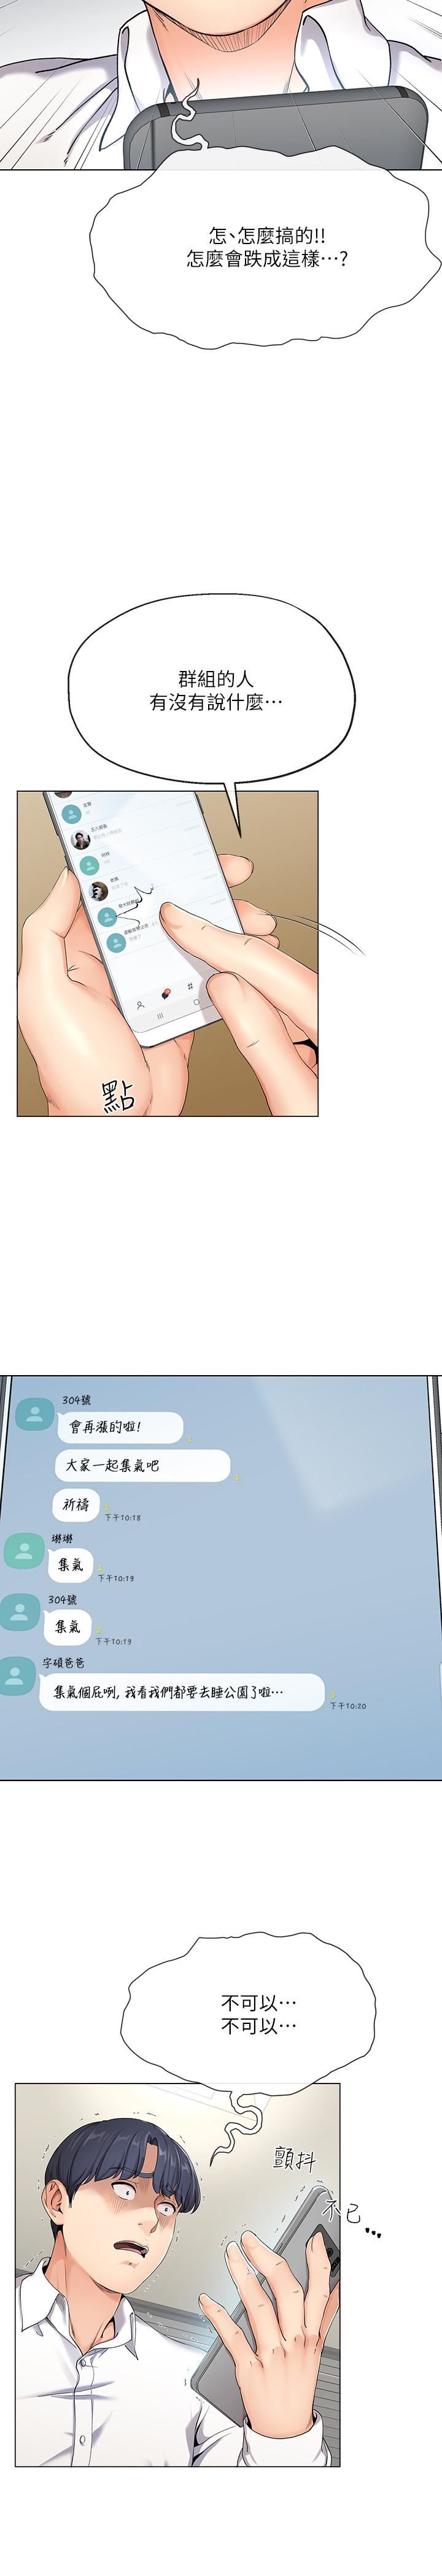 怎、怎麼搞的!!
怎麼會跌成這樣…?
群組的人
有沒有說什麼…
點
304號
會再漲的啦!
大家一起集氣吧
祈禱
下午10:18
琳琳
集氣
下午10:19
304號
集氣
下午10:19
字碩爸爸
集氣個屁咧, 我看我們都要去睡公園了啦…
下午10:20
不可以…
不可以…
顫抖
不已…